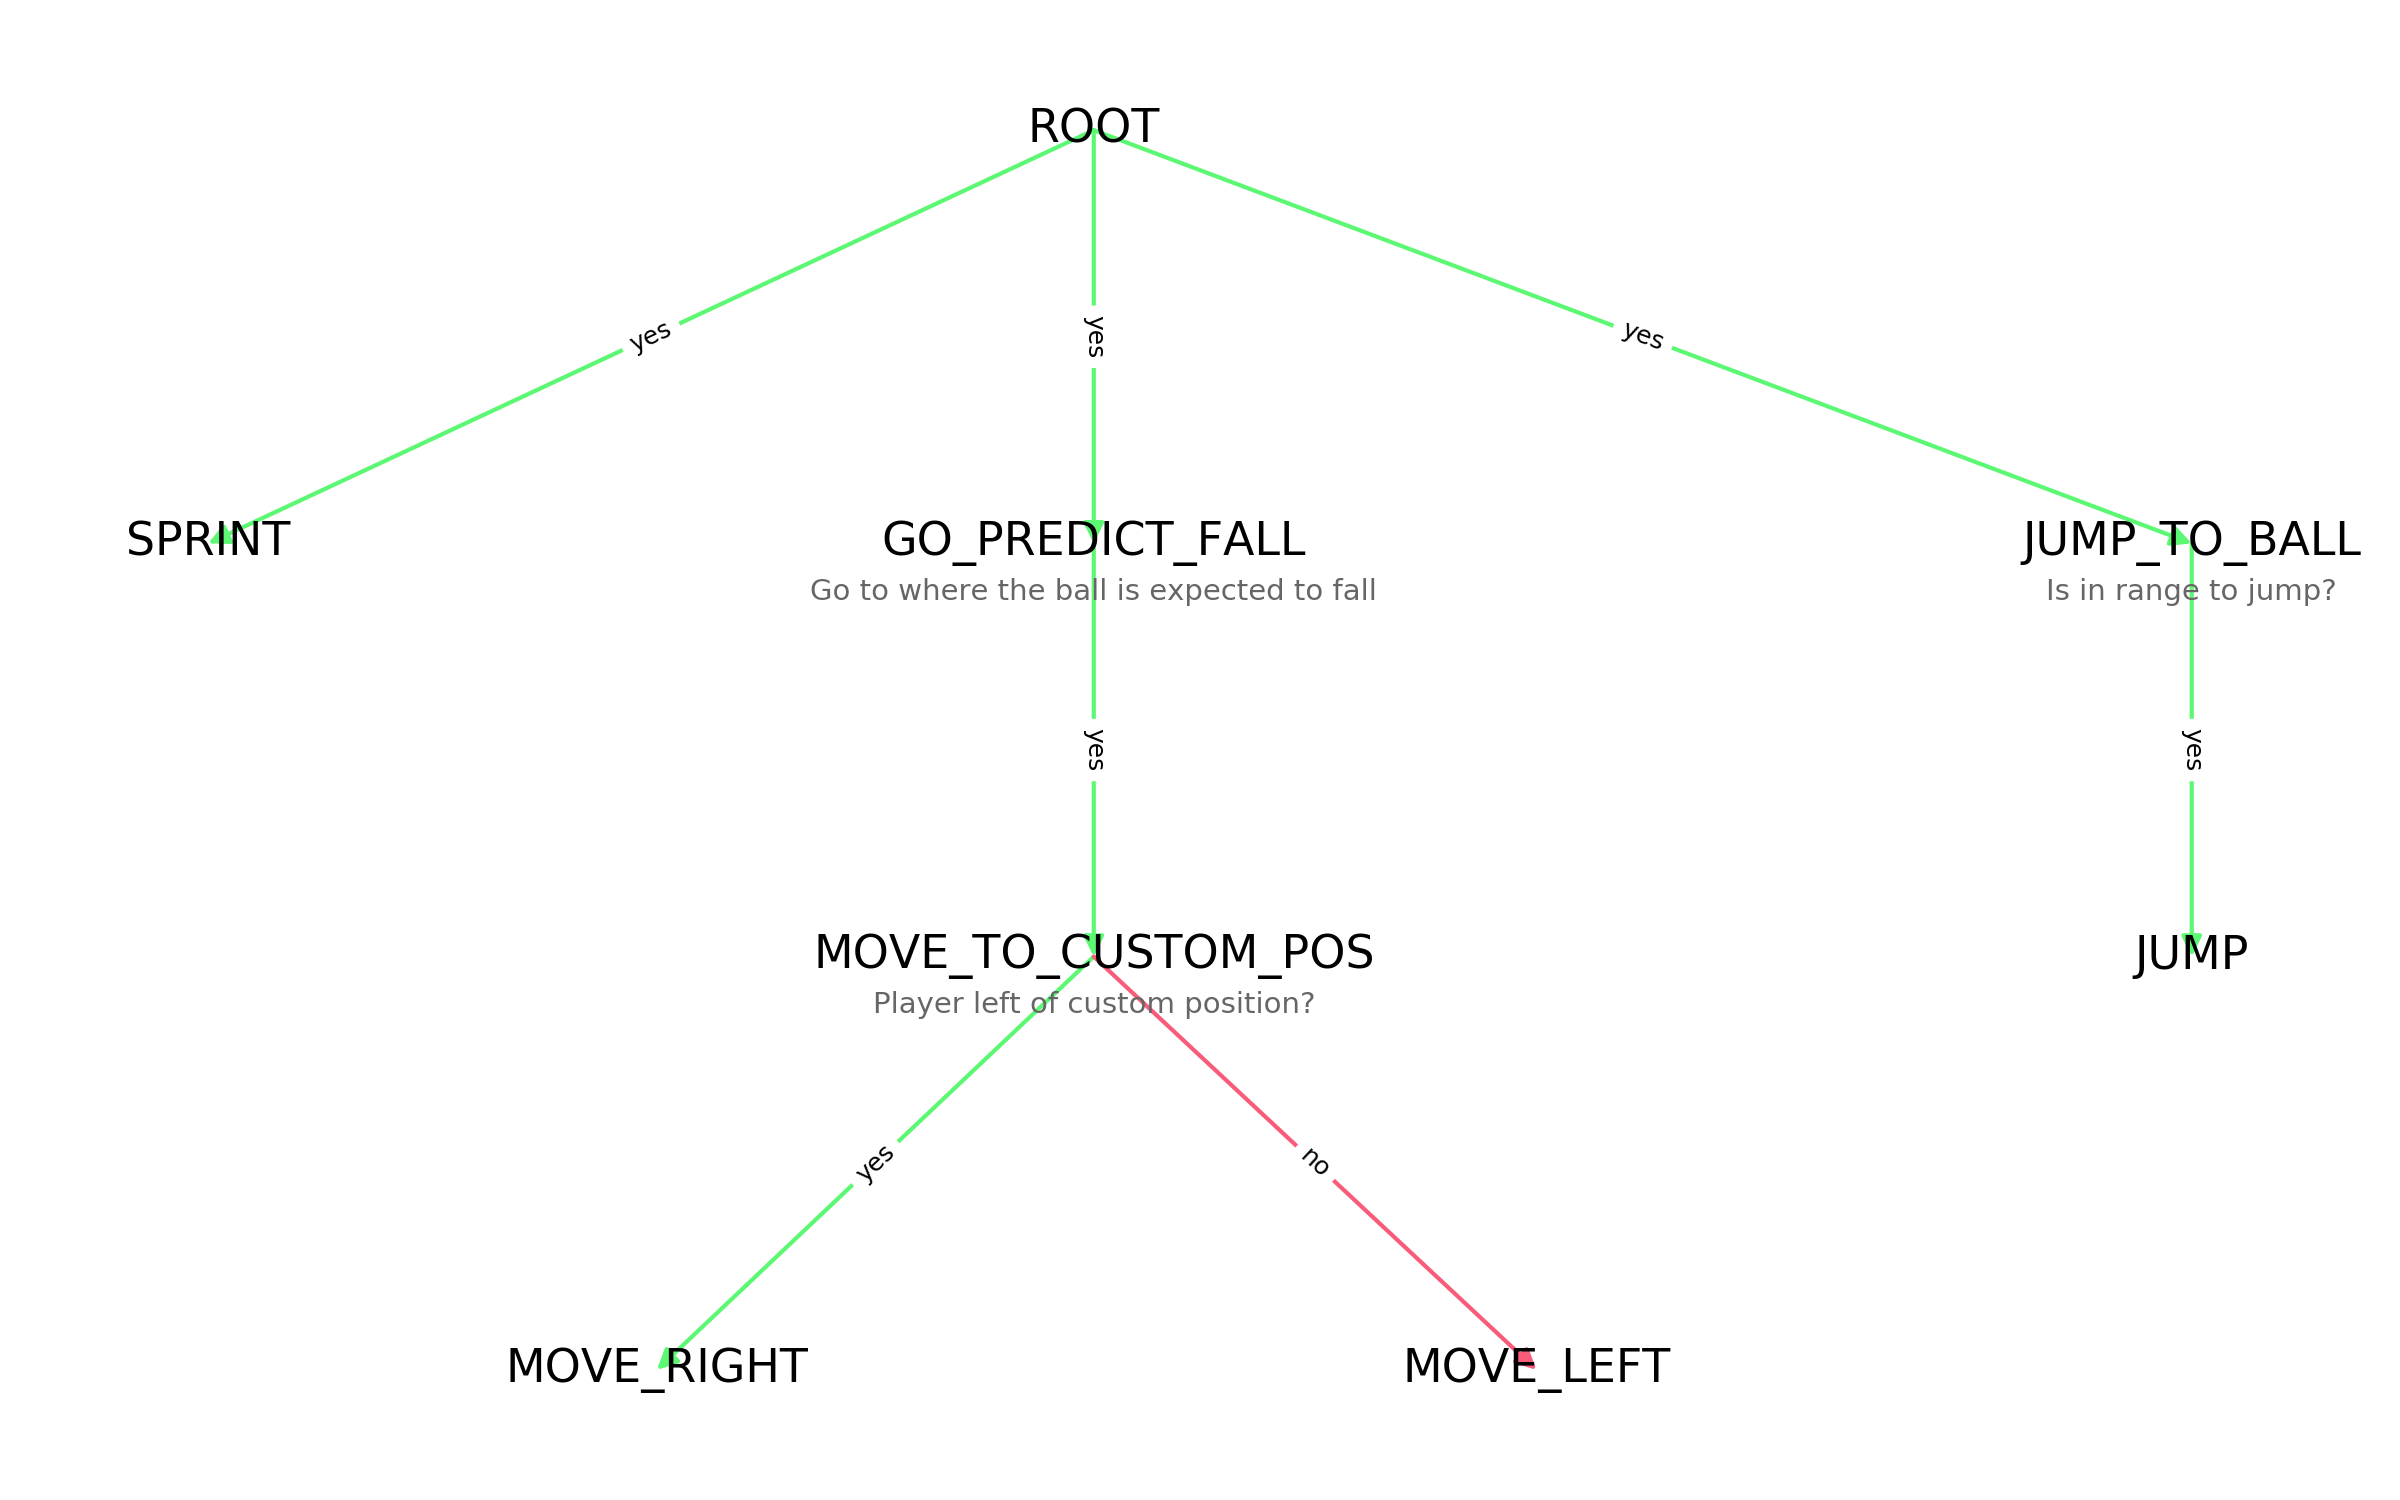 ROOT
yes
yes
yes
SPRINT
GO_PREDICT_FALL
Go to where the ball is expected to fall
JUMP_TO_BALL
Is in range to jump?
yes
yes
MOVE_TO_CUSTOM_POS
Player left of custom position?
JUMP
yes
no
MOVE_RIGHT
MOVE_LEFT